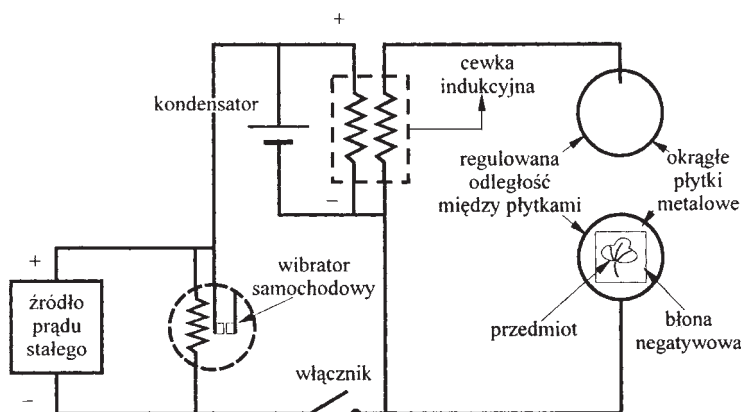 +
cewka
indukcyjna
kondensator
regulowana
odległość
między płytkami
okrągłe
płytki
metalowe
–
+
źródło
prądu
stałego
–
wibrator
samochodowy
przedmiot
błona
negatywowa
włącznik